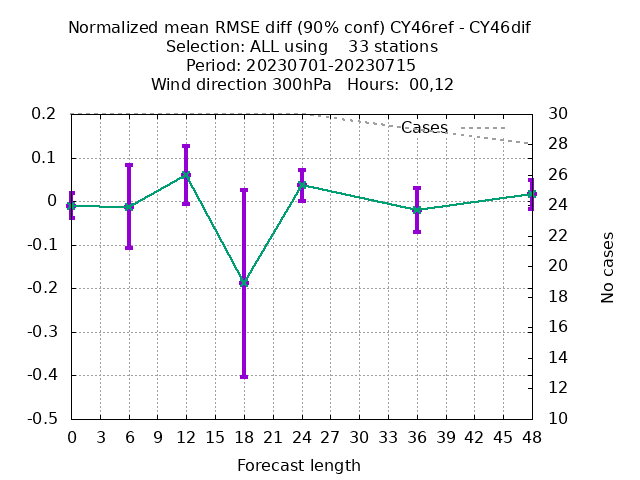 Normalized mean RMSE diff (90% conf) CY46ref - CY46dif
Selection: ALL using    33 stations
Period: 20230701-20230715
Wind direction 300hPa   Hours:  00,12
Cases
0.2
0.1
0
-0.1
-0.2
-0.3
-0.4
-0.5
30
28
26
24
22
20
18
16
14
12
10
No cases
0 3 6 9 12 15 18 21 24 27 30 33 36 39 42 45 48
Forecast length